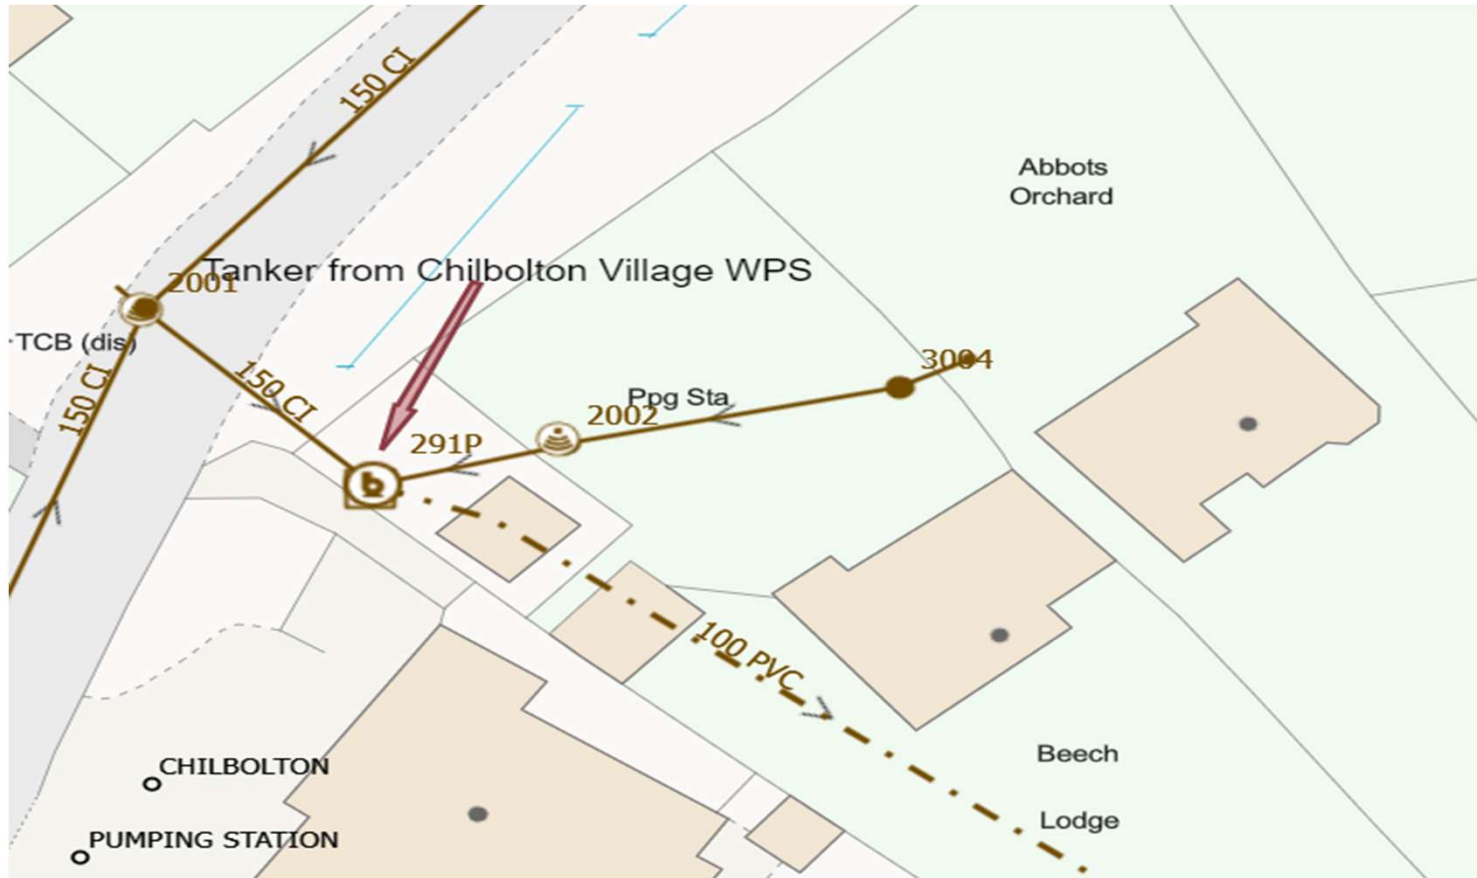 150 CI
Abbots
Orchard
Tanker from Chilbolton Village WPS
2001
TCB (dis)
150 CI
150 CI
3004
Ppg Sta
2002
291P
100 PVC
Beech
Lodge
CHILBOLTON
PUMPING STATION